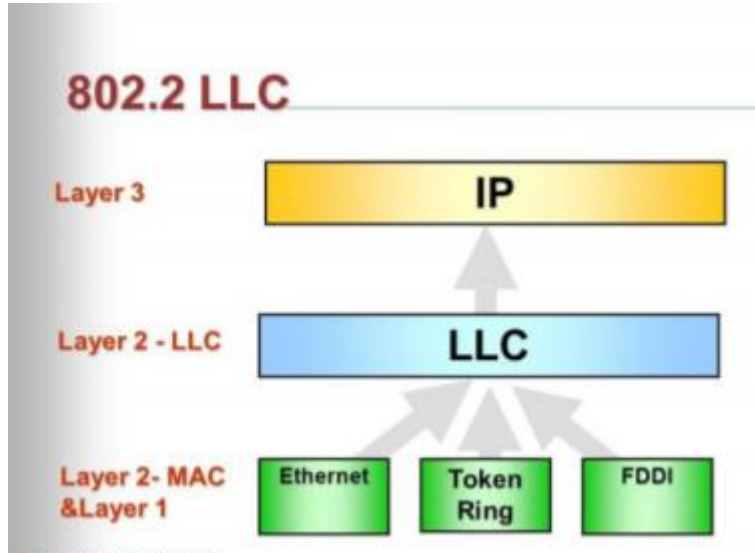 802.2 LLC
Layer 3
IP
Layer 2 - LLC
LLC
Layer 2- MAC
&Layer 1
Ethernet
Token
Ring
FDDI